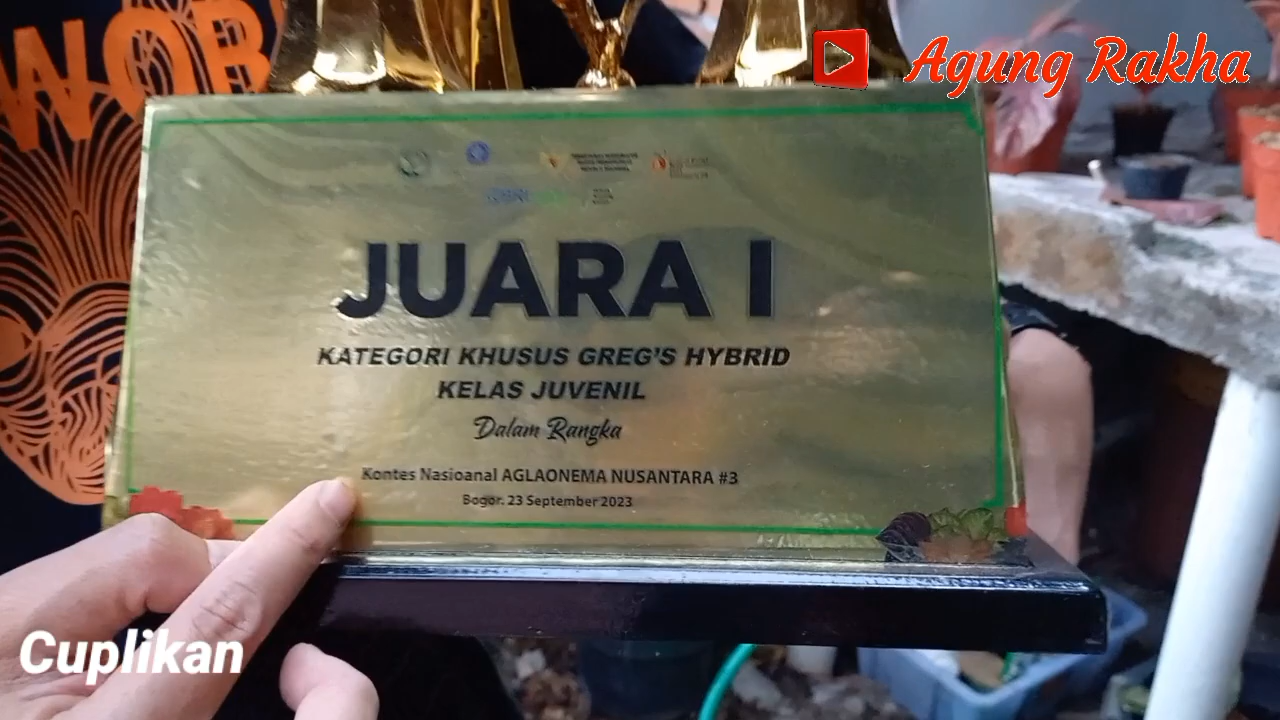 WOR
Agung Rakha
JUARA I
KATEGORI KHUSUS GREG'S HYBRID
KELAS JUVENIL
Dalam Rangka
Kontes Nasioanal AGLAONEMA NUSANTARA #3
Bogor. 23 September 2023
Cuplikan